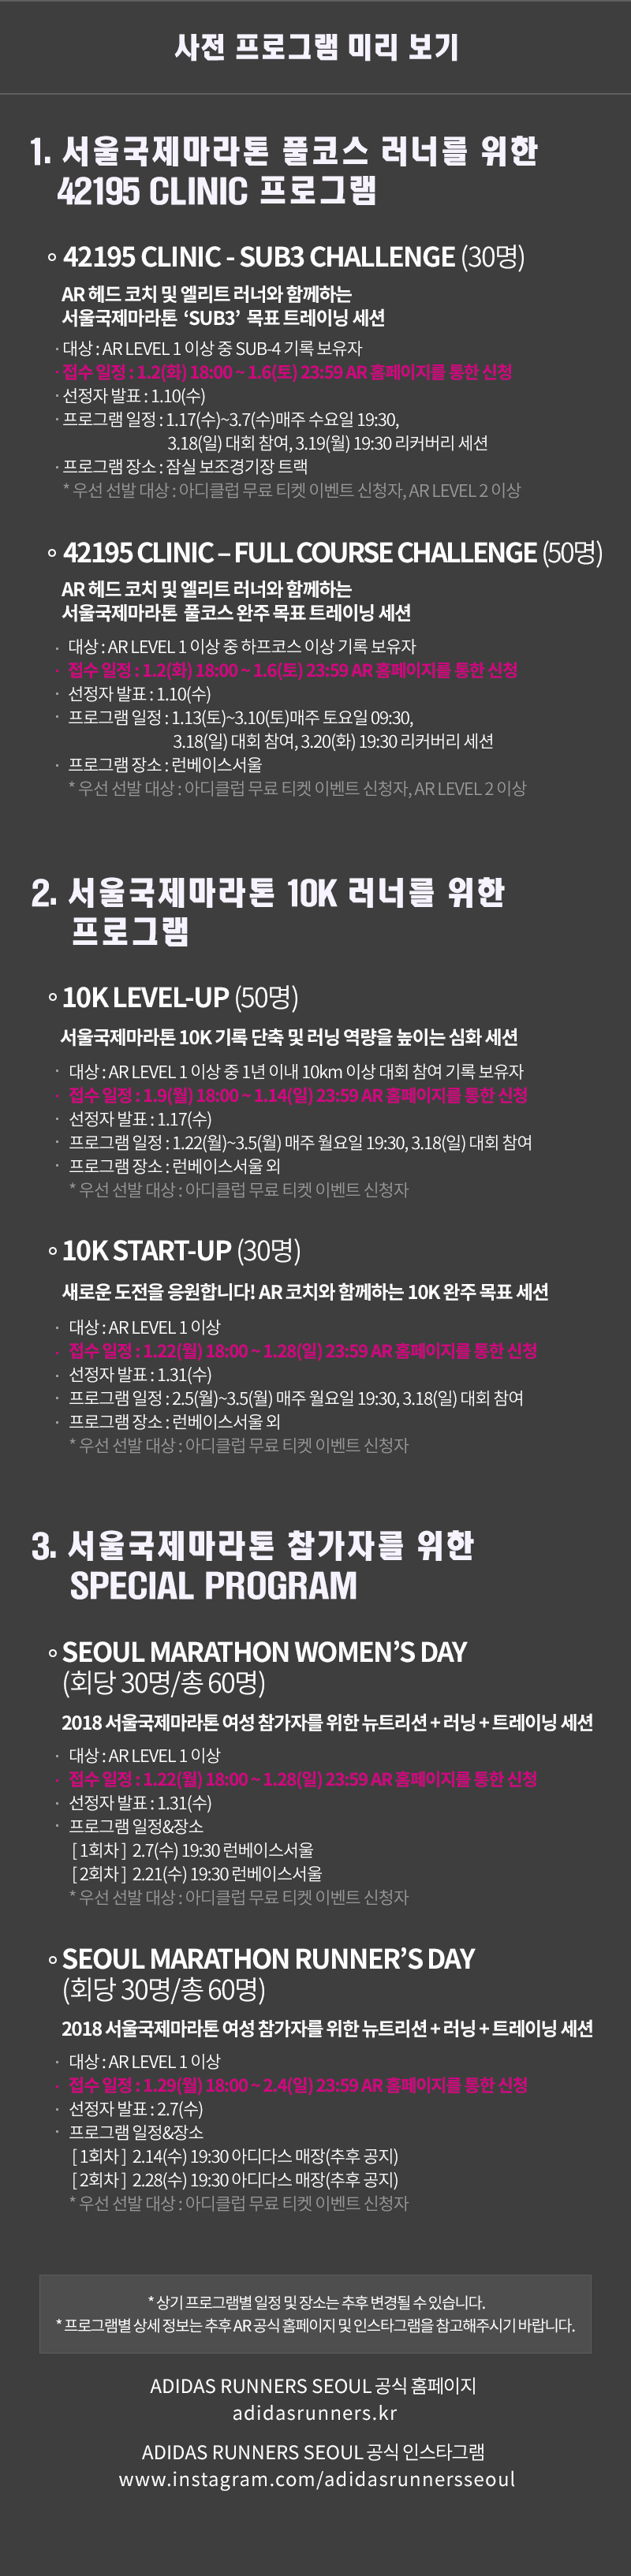 사전 프로그램 미리 보기
1. 서울국제마라톤 풀코스 러너를 위한
42195 CLINIC 프로그램
◦ 42195 CLINIC - SUB3 CHALLENGE (30명)
AR 헤드 코치 및 엘리트 러너와 함께하는
서울국제마라톤 ‘SUB3’ 목표 트레이닝 세션
· 대상 : AR LEVEL 1 이상 중 SUB-4 기록 보유자
· 접수 일정 : 1.2(화) 18:00 ~ 1.6(토) 23:59 AR 홈페이지를 통한 신청
· 선정자 발표 : 1.10(수)
· 프로그램 일정 : 1.17(수)~3.7(수)매주 수요일 19:30,
3.18(일) 대회 참여, 3.19(월) 19:30 리커버리 세션
· 프로그램 장소 : 잠실 보조경기장 트랙
* 우선 선발 대상 : 아디클럽 무료 티켓 이벤트 신청자, AR LEVEL 2 이상
◦ 42195 CLINIC – FULL COURSE CHALLENGE (50명)
AR 헤드 코치 및 엘리트 러너와 함께하는
서울국제마라톤 풀코스 완주 목표 트레이닝 세션
· 대상 : AR LEVEL 1 이상 중 하프코스 이상 기록 보유자
· 접수 일정 : 1.2(화) 18:00 ~ 1.6(토) 23:59 AR 홈페이지를 통한 신청
· 선정자 발표 : 1.10(수)
· 프로그램 일정 : 1.13(토)~3.10(토)매주 토요일 09:30,
3.18(일) 대회 참여, 3.20(화) 19:30 리커버리 세션
· 프로그램 장소 : 런베이스서울
* 우선 선발 대상 : 아디클럽 무료 티켓 이벤트 신청자, AR LEVEL 2 이상
2. 서울국제마라톤 10K 러너를 위한
프로그램
◦ 10K LEVEL-UP (50명)
서울국제마라톤 10K 기록 단축 및 러닝 역량을 높이는 심화 세션
· 대상 : AR LEVEL 1 이상 중 1년 이내 10km 이상 대회 참여 기록 보유자
· 접수 일정 : 1.9(월) 18:00 ~ 1.14(일) 23:59 AR 홈페이지를 통한 신청
· 선정자 발표 : 1.17(수)
· 프로그램 일정 : 1.22(월)~3.5(월) 매주 월요일 19:30, 3.18(일) 대회 참여
· 프로그램 장소 : 런베이스서울 외
* 우선 선발 대상 : 아디클럽 무료 티켓 이벤트 신청자
◦ 10K START-UP (30명)
새로운 도전을 응원합니다! AR 코치와 함께하는 10K 완주 목표 세션
· 대상 : AR LEVEL 1 이상
· 접수 일정 : 1.22(월) 18:00 ~ 1.28(일) 23:59 AR 홈페이지를 통한 신청
· 선정자 발표 : 1.31(수)
· 프로그램 일정 : 2.5(월)~3.5(월) 매주 월요일 19:30, 3.18(일) 대회 참여
· 프로그램 장소 : 런베이스서울 외
* 우선 선발 대상 : 아디클럽 무료 티켓 이벤트 신청자
3. 서울국제마라톤 참가자를 위한
SPECIAL PROGRAM
◦ SEOUL MARATHON WOMEN’S DAY
(회당 30명/총 60명)
2018 서울국제마라톤 여성 참가자를 위한 뉴트리션 + 러닝 + 트레이닝 세션
· 대상 : AR LEVEL 1 이상
· 접수 일정 : 1.22(월) 18:00 ~ 1.28(일) 23:59 AR 홈페이지를 통한 신청
· 선정자 발표 : 1.31(수)
· 프로그램 일정&장소
[ 1회차 ] 2.7(수) 19:30 런베이스서울
[ 2회차 ] 2.21(수) 19:30 런베이스서울
* 우선 선발 대상 : 아디클럽 무료 티켓 이벤트 신청자
◦ SEOUL MARATHON RUNNER’S DAY
(회당 30명/총 60명)
2018 서울국제마라톤 여성 참가자를 위한 뉴트리션 + 러닝 + 트레이닝 세션
· 대상 : AR LEVEL 1 이상
· 접수 일정 : 1.29(월) 18:00 ~ 2.4(일) 23:59 AR 홈페이지를 통한 신청
· 선정자 발표 : 2.7(수)
· 프로그램 일정&장소
[ 1회차 ] 2.14(수) 19:30 아디다스 매장(추후 공지)
[ 2회차 ] 2.28(수) 19:30 아디다스 매장(추후 공지)
* 우선 선발 대상 : 아디클럽 무료 티켓 이벤트 신청자
* 상기 프로그램별 일정 및 장소는 추후 변경될 수 있습니다.
* 프로그램별 상세 정보는 추후 AR 공식 홈페이지 및 인스타그램을 참고해주시기 바랍니다.
ADIDAS RUNNERS SEOUL 공식 홈페이지
adidasrunners.kr
ADIDAS RUNNERS SEOUL 공식 인스타그램
www.instagram.com/adidasrunnersseoul